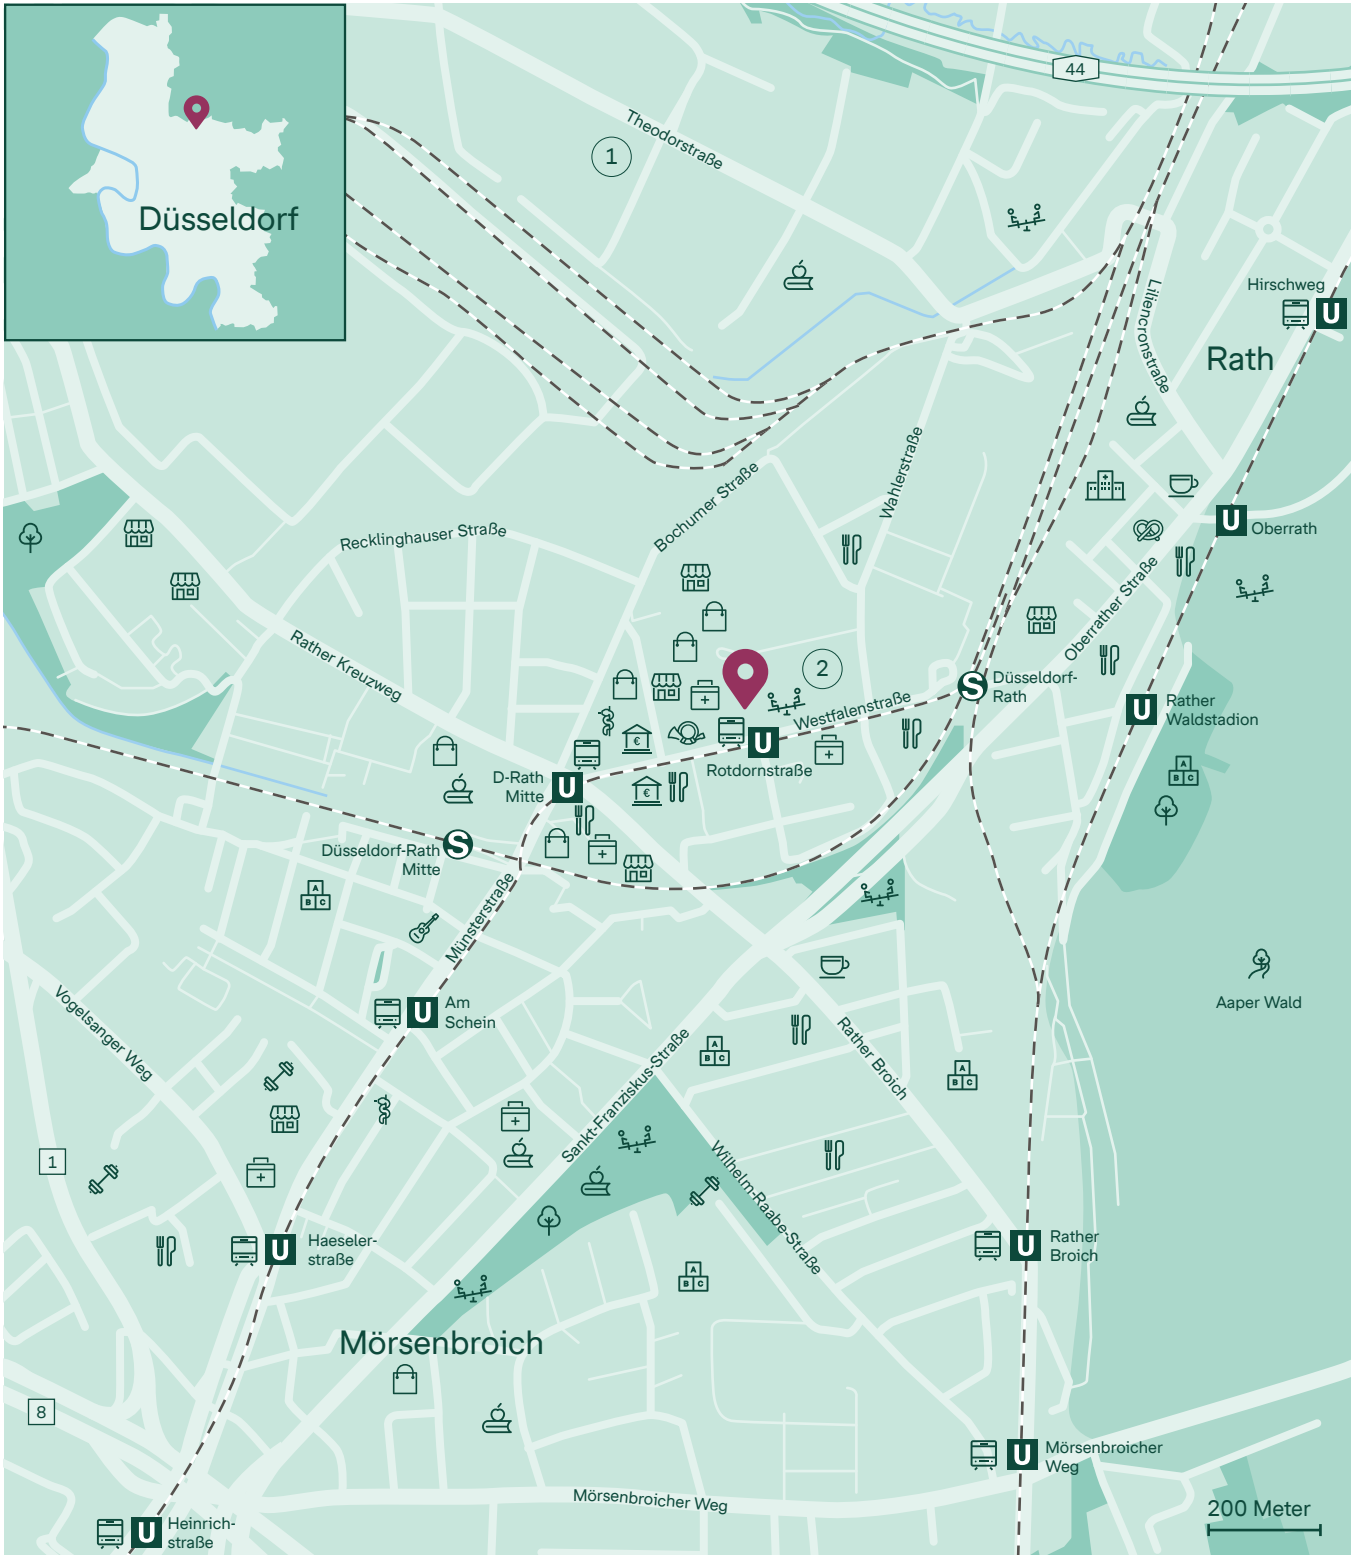 44
Theodorstraße
1
Düsseldorf
Liliencronstraße
Hirschweg
U
Rath
Wahlerstraße
Bochumer Straße
Recklinghauser Straße
U
Oberrath
Oberrather Straße
Rather Kreuzweg
2
S
Düsseldorf-
Rath
Westfalenstraße
U
Rather
Waldstadion
U
Rotdornstraße
€
€
A
B C
D-Rath
Mitte
U
S
Düsseldorf-Rath
Mitte
A
B C
Münsterstraße
Aaper Wald
U
Am
Schein
Vogelsanger Weg
Sankt-Franziskus-Straße
A
B C
Rather Broich
A
B C
1
Wilhelm-Raabe-Straße
U
Haeseler-
straße
U
Rather
Broich
A
B C
Mörsenbroich
8
U
Mörsenbroicher
Weg
Mörsenbroicher Weg
200 Meter
U
Heinrich-
straße